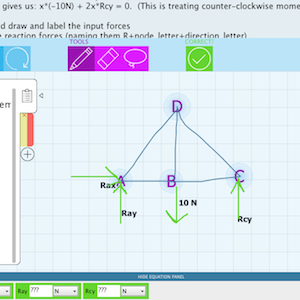 gives us: x*(−10N) + 2x*Rcy = 0. (This is treating counter-clockwise mome
d draw and label the input forces
reaction forces (naming them R+node letter+direction letter)
TOOLS
CORRECT?
D
A
B
C
Rax
10 N
Ray
Rcy
HIDE EQUATION PANEL
Ray ??? N
Rcy ??? N